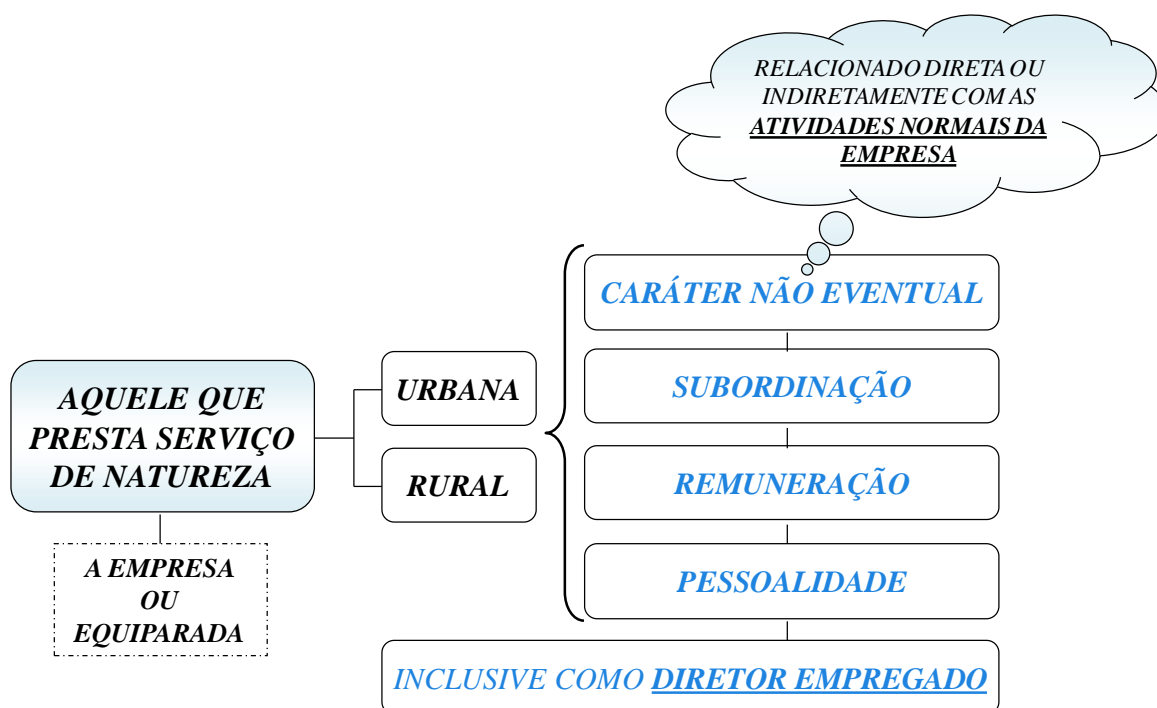 RELACIONADO DIRETA OU
INDIRETAMENTE COM AS
ATIVIDADES NORMAIS DA
EMPRESA
CARÁTER NÃO EVENTUAL
AQUELE QUE
PRESTA SERVIÇO
DE NATUREZA
URBANA
RURAL
SUBORDINAÇÃO
REMUNERAÇÃO
PESSOALIDADE
A EMPRESA
OU
EQUIPARADA
INCLUSIVE COMO DIRETOR EMPREGADO